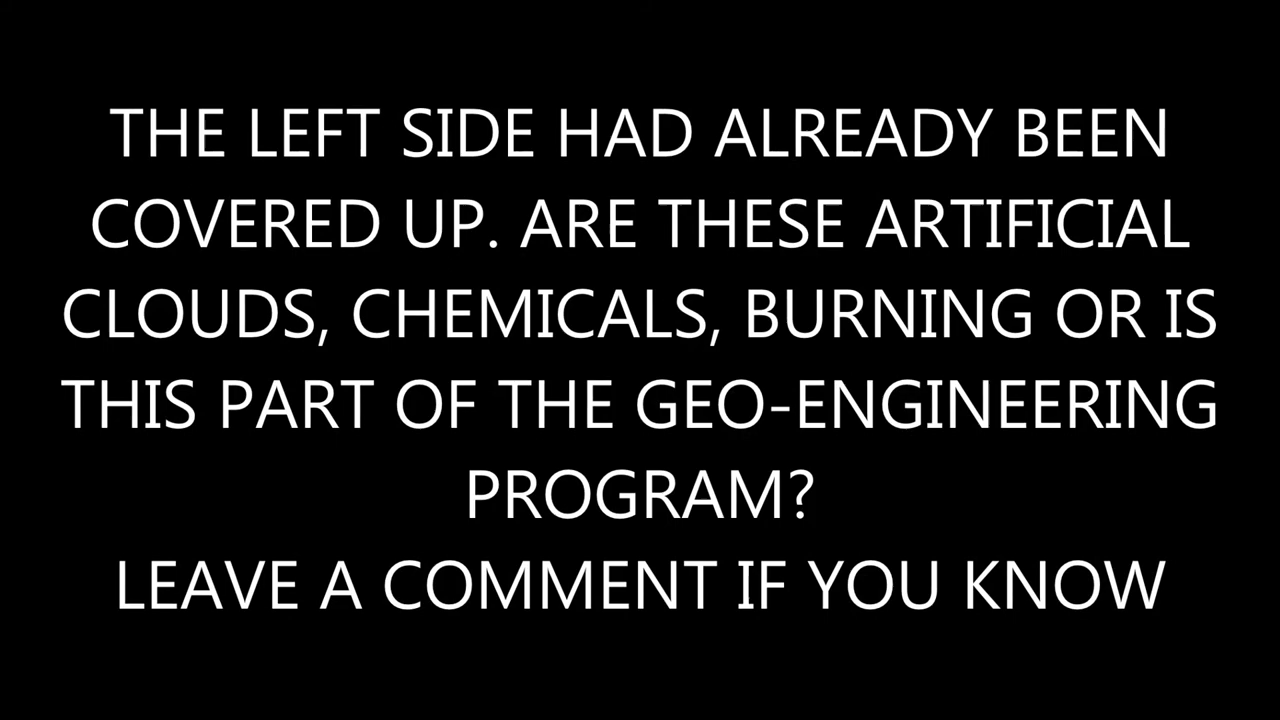 THE LEFT SIDE HAD ALREADY BEEN
COVERED UP. ARE THESE ARTIFICIAL
CLOUDS, CHEMICALS, BURNING OR IS
THIS PART OF THE GEO-ENGINEERING
PROGRAM?
LEAVE A COMMENT IF YOU KNOW